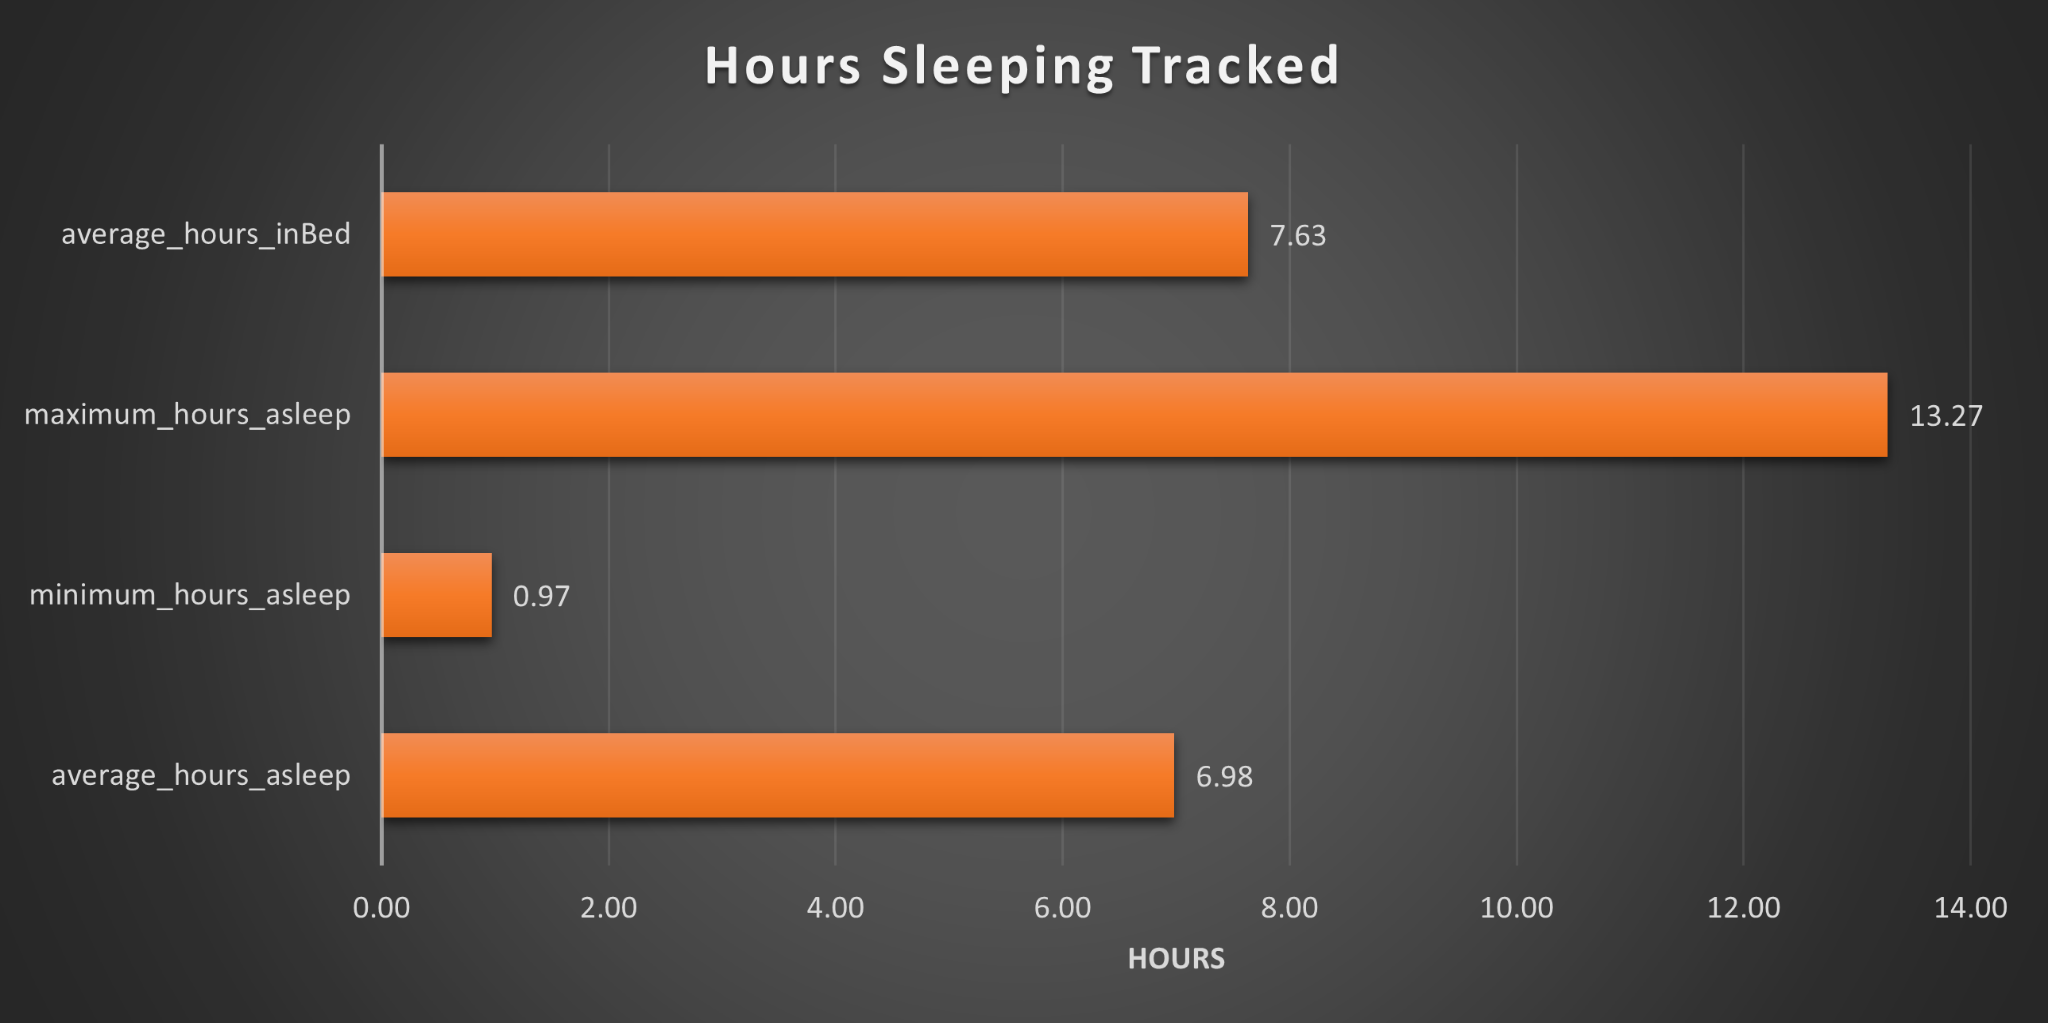 Hours Sleeping Tracked
average_hours_inBed
7.63
maximum_hours_asleep
13.27
minimum_hours_asleep
0.97
average_hours_asleep
6.98
0.00 2.00 4.00 6.00 8.00 10.00 12.00 14.00
HOURS